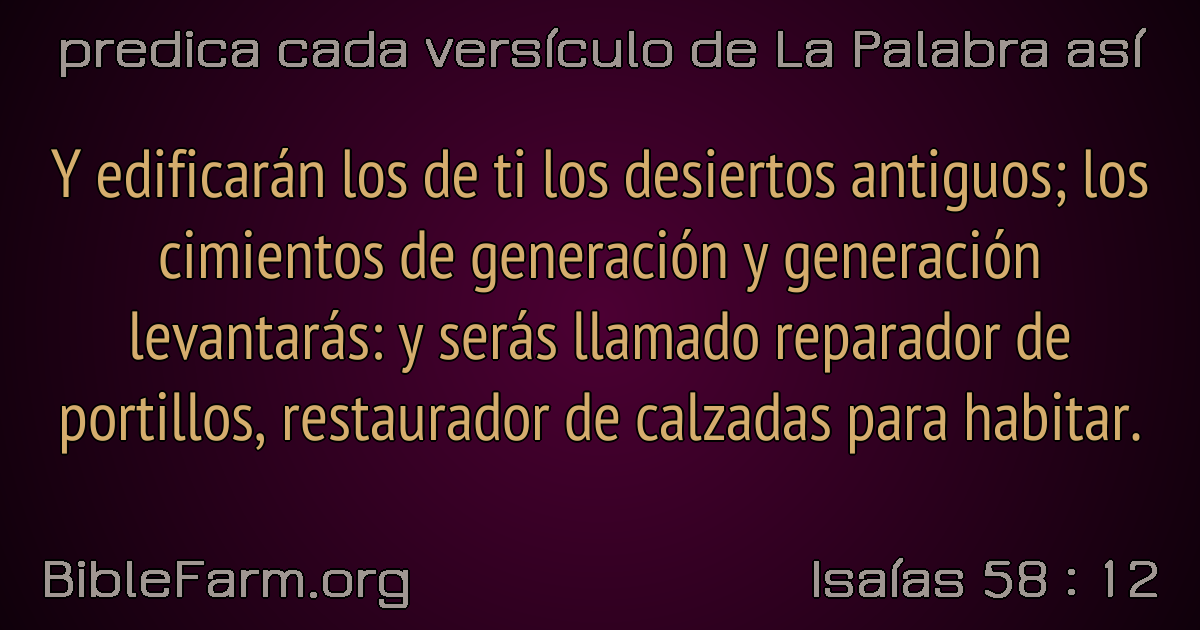 predica cada versículo de La Palabra así
Y edificarán los de ti los desiertos antiguos; los
cimientos de generación y generación
levantarás: y serás llamado reparador de
portillos, restaurador de calzadas para habitar.
BibleFarm.org
Isaías 58 : 12